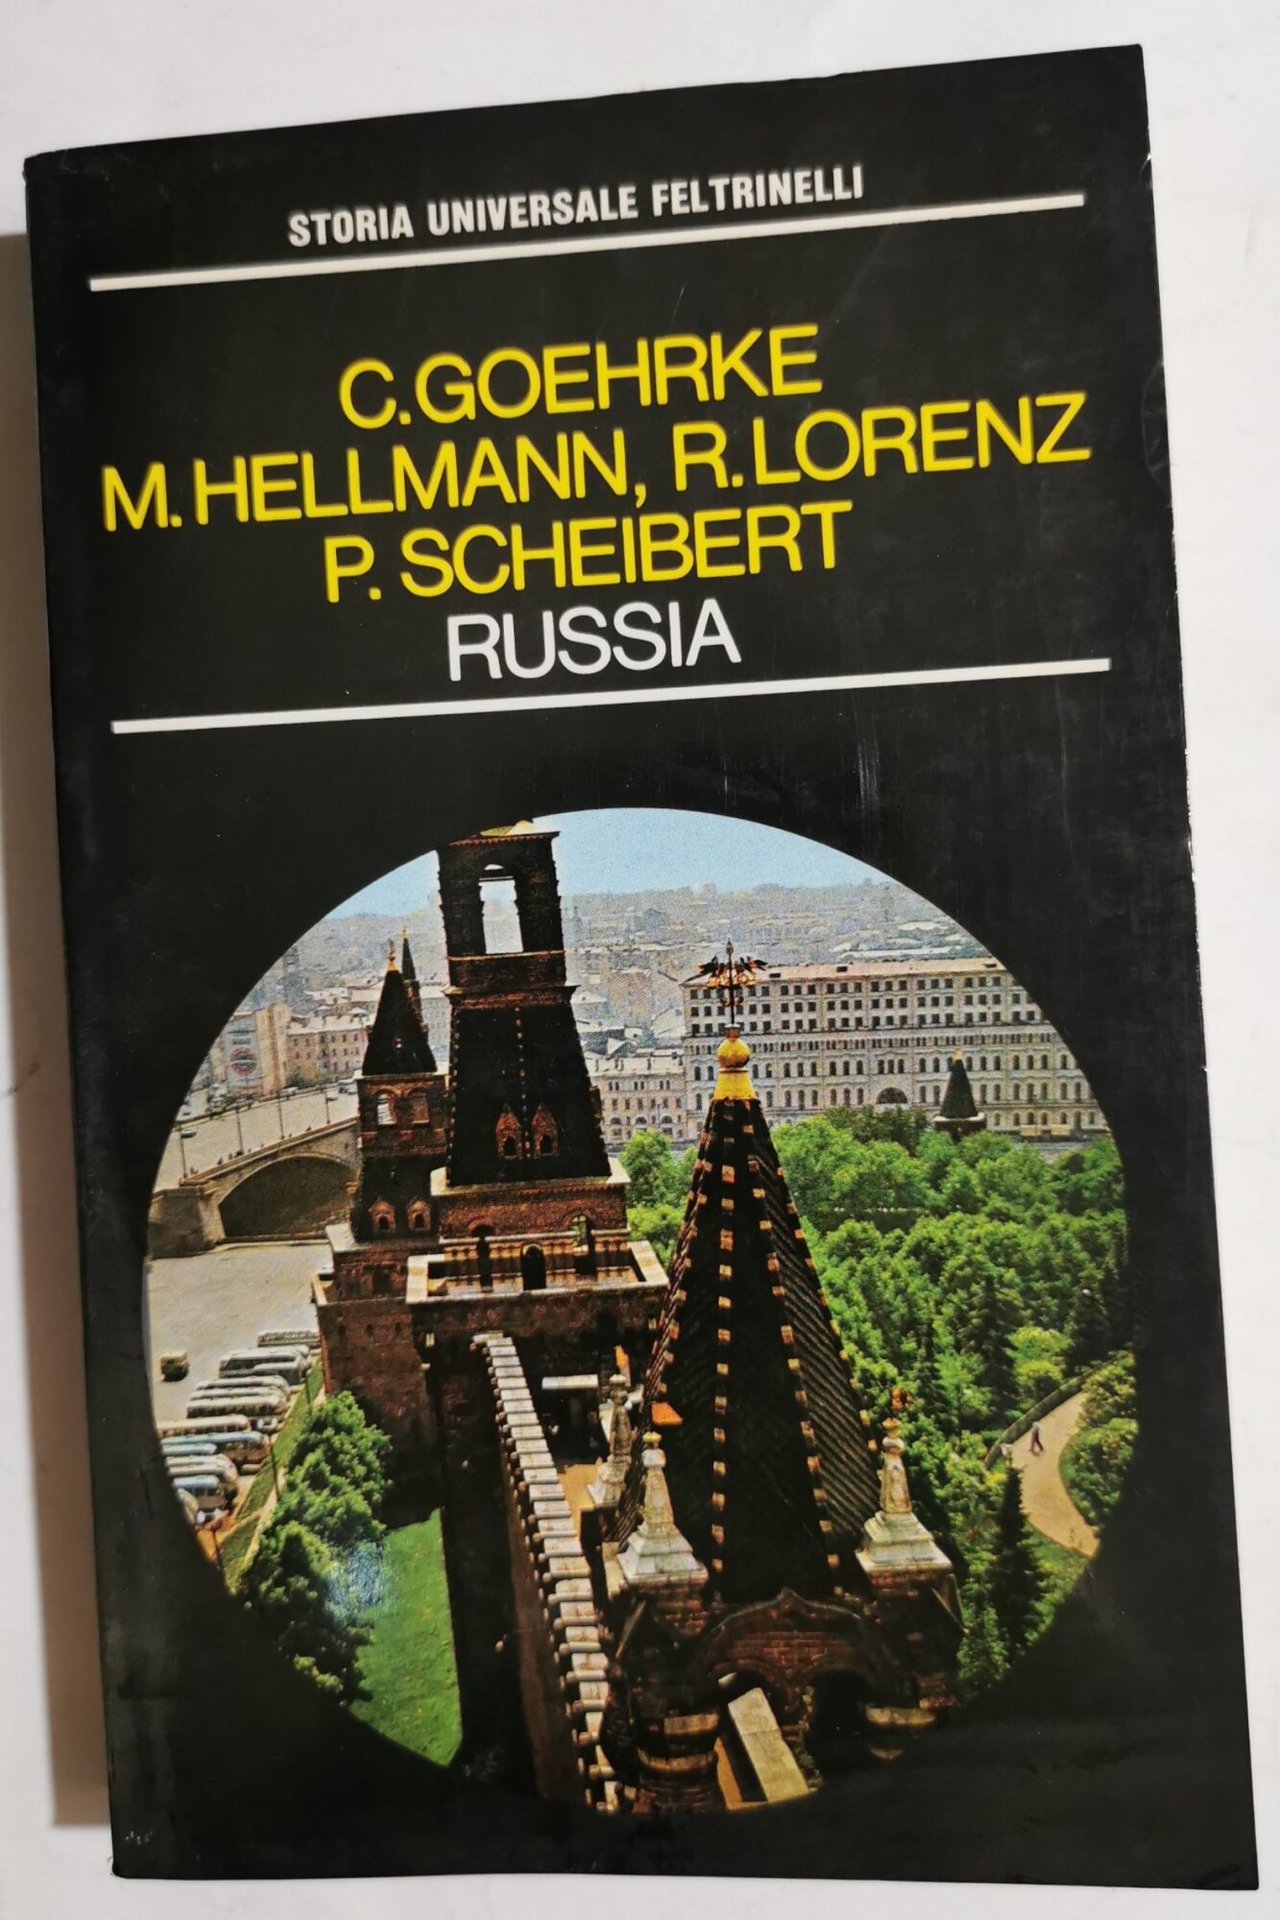 STORIA UNIVERSALE FELTRINELLI
C. GOEHRKE
M. HELLMANN, R. LORENZ
P. SCHEIBERT
RUSSIA